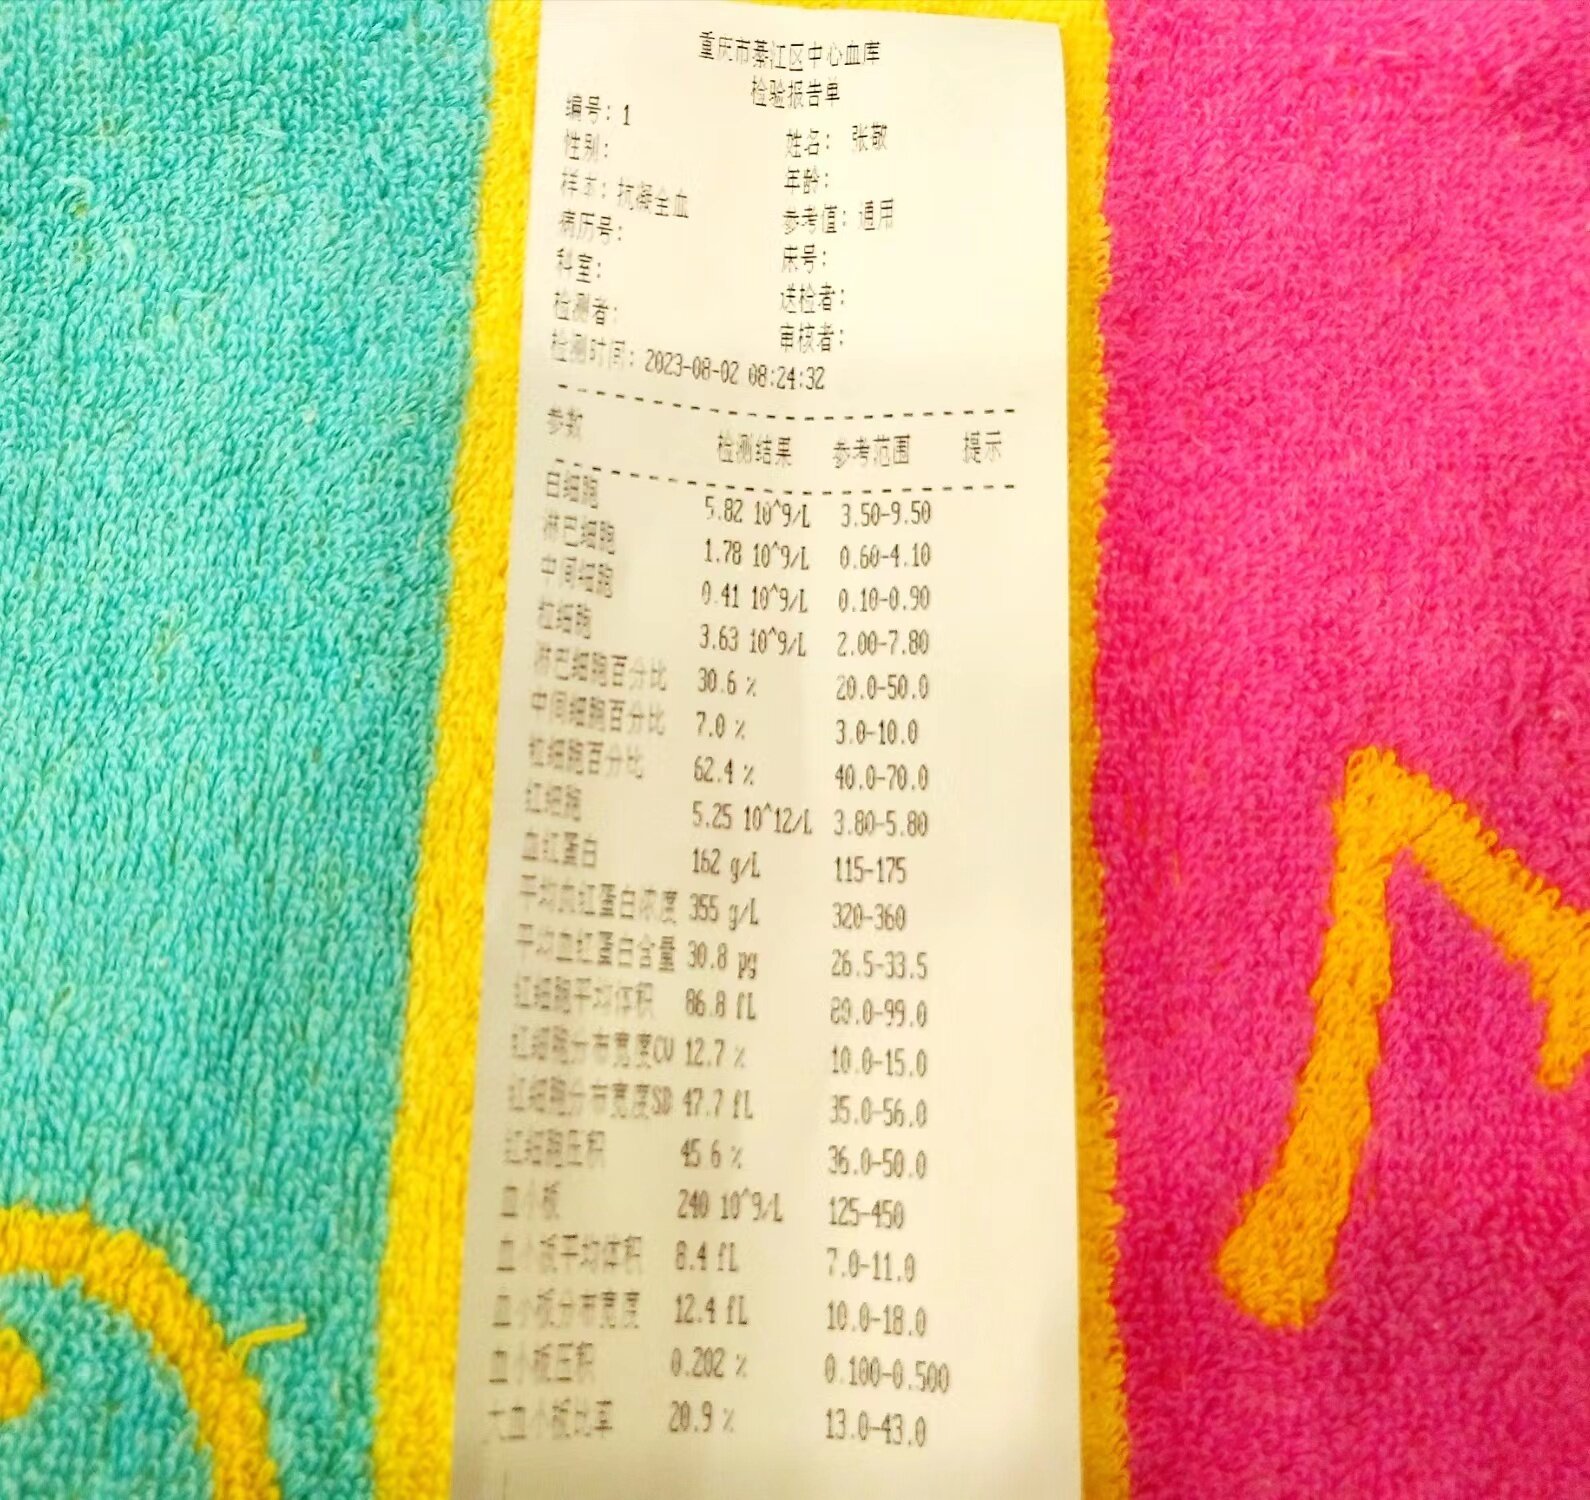 重庆市綦江区中心血库
检验报告单
编号: 1
姓名: 张敬
性别:
年龄:
样本: 抗凝全血
参考值: 通用
病历号:
床号:
科室:
送检者:
检测者:
审核者:
检测时间: 2023-08-02 08:24:32
参数 检测结果 参考范围 提示
白细胞 5.82 10^9/L 3.50-9.50
淋巴细胞 1.78 10^9/L 0.60-4.10
中间细胞 0.41 10^9/L 0.10-0.90
粒细胞 3.63 10^9/L 2.00-7.80
淋巴细胞百分比 30.6 % 20.0-50.0
中间细胞百分比 7.0 % 3.0-10.0
粒细胞百分比 62.4 % 40.0-70.0
红细胞 5.25 10^12/L 3.80-5.80
血红蛋白 162 g/L 115-175
平均血红蛋白浓度 355 g/L 320-360
平均血红蛋白含量 30.8 pg 26.5-33.5
红细胞平均体积 86.8 fL 80.0-99.0
红细胞分布宽度CV 12.7 % 10.0-15.0
红细胞分布宽度SD 47.7 fL 35.0-56.0
红细胞压积 45.6 % 36.0-50.0
血小板 240 10^9/L 125-450
血小板平均体积 8.4 fL 7.0-11.0
血小板分布宽度 12.4 fL 10.0-18.0
血小板压积 0.202 % 0.100-0.500
大血小板比率 20.9 % 13.0-43.0